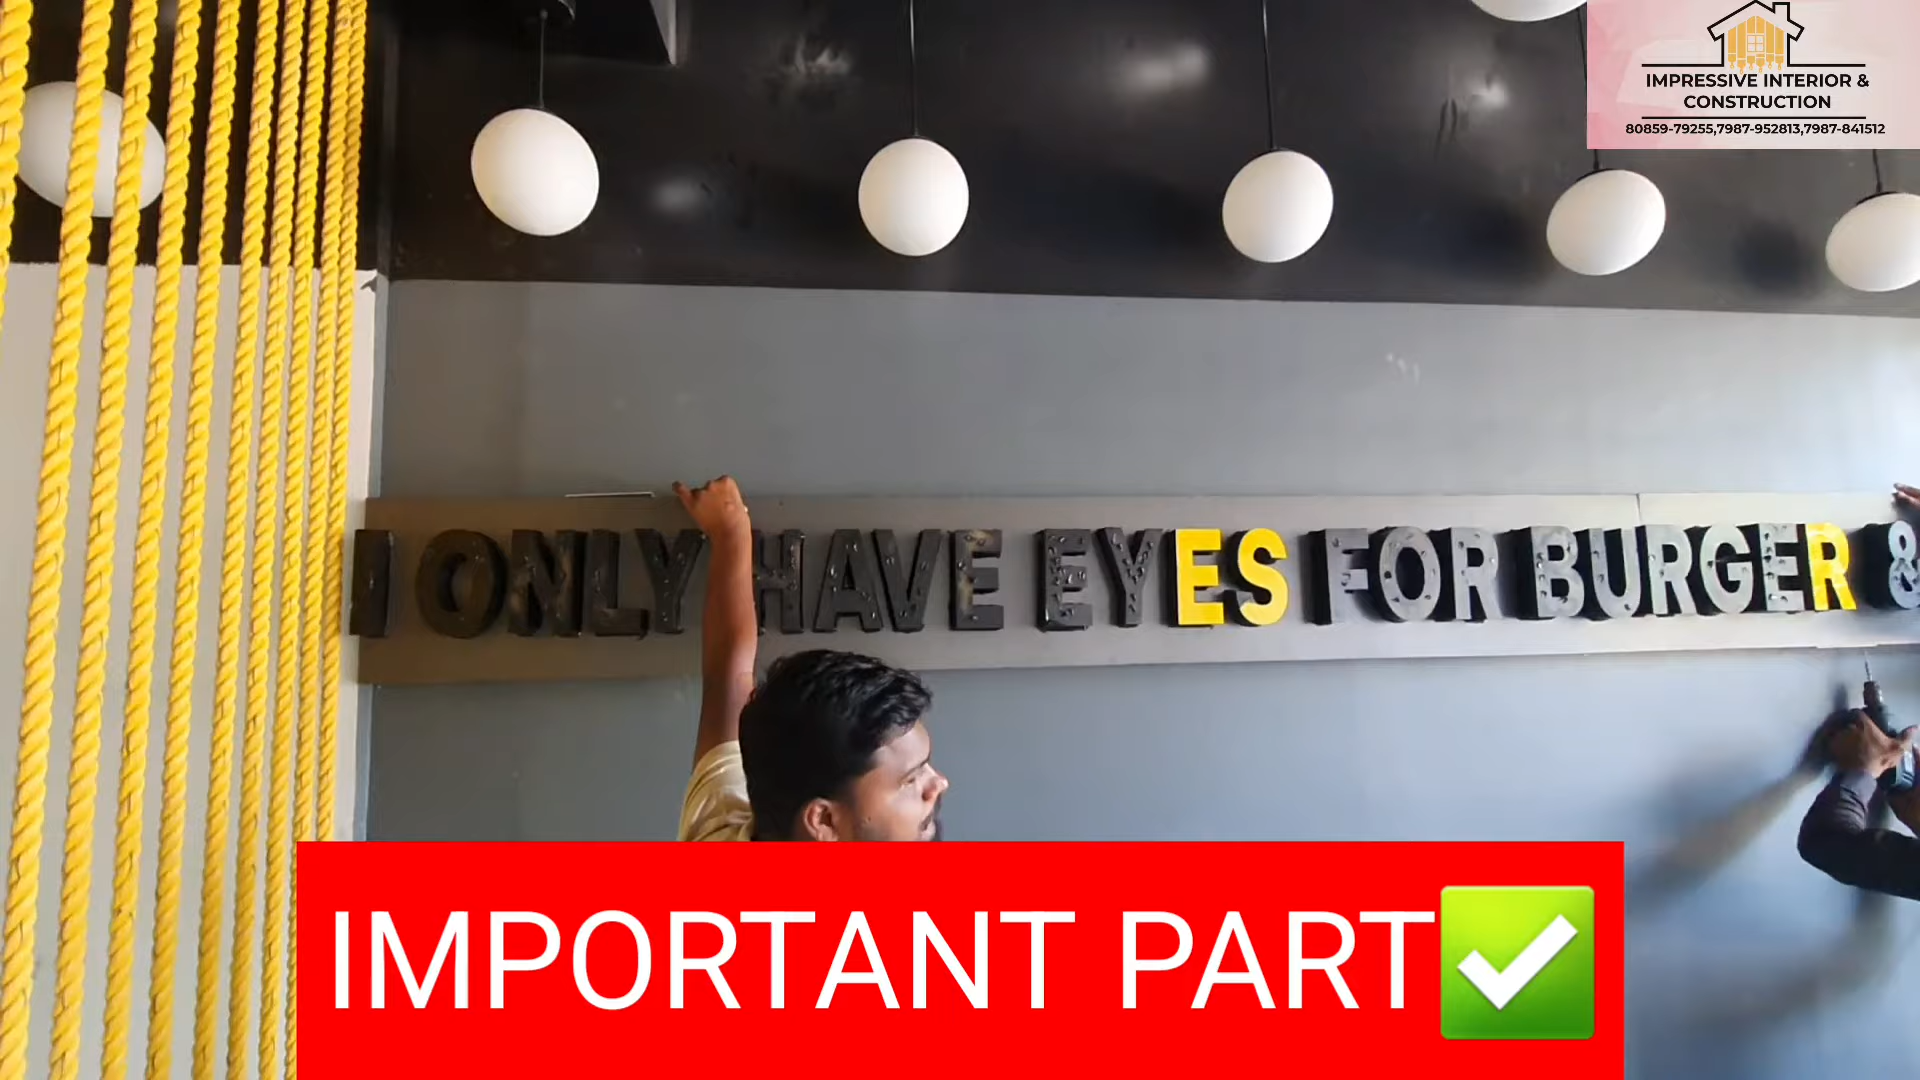 IMPRESSIVE INTERIOR &
CONSTRUCTION
80859-79255,7987-952813,7987-841512
I ONLY HAVE EYES FOR BURGER &
IMPORTANT PART✅